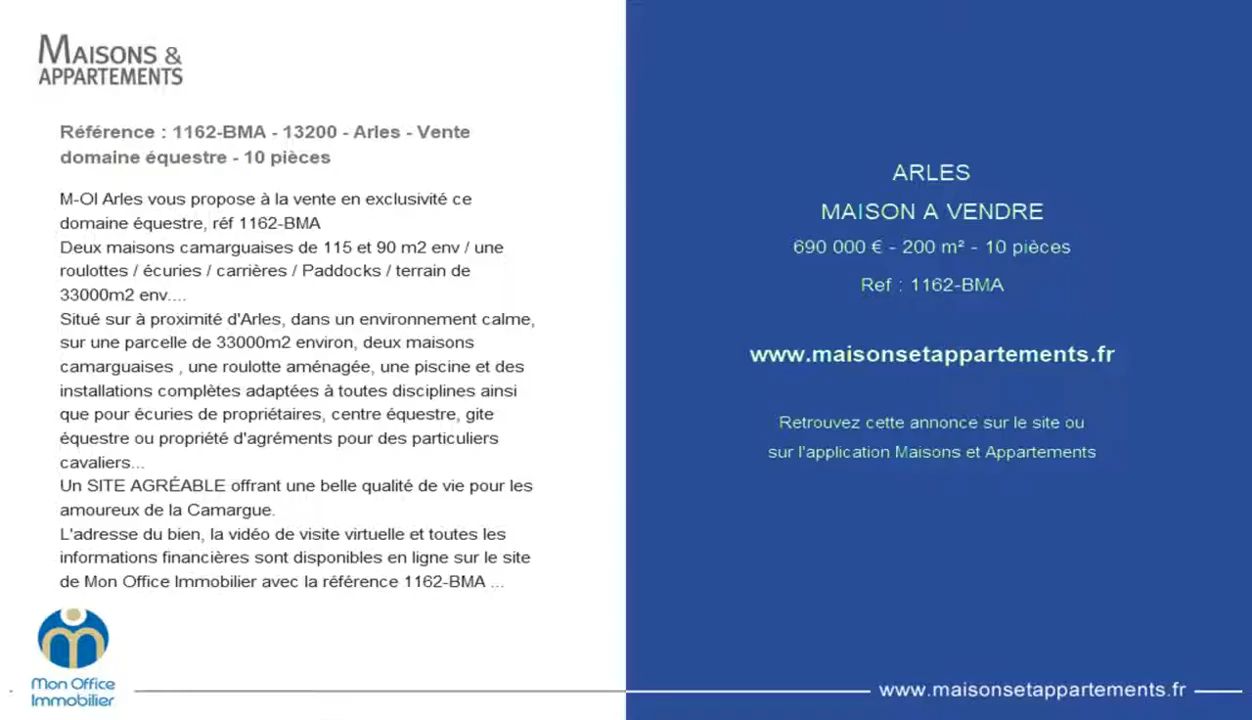 MAISONS &
APPARTEMENTS
Référence : 1162-BMA - 13200 - Arles - Vente
domaine équestre - 10 pièces
M-OI Arles vous propose à la vente en exclusivité ce
domaine équestre, réf 1162-BMA
Deux maisons camarguaises de 115 et 90 m2 env / une
roulottes / écuries / carrières / Paddocks / terrain de
33000m2 env....
Situé sur à proximité d'Arles, dans un environnement calme,
sur une parcelle de 33000m2 environ, deux maisons
camarguaises , une roulotte aménagée, une piscine et des
installations complètes adaptées à toutes disciplines ainsi
que pour écuries de propriétaires, centre équestre, gite
équestre ou propriété d'agréments pour des particuliers
cavaliers...
Un SITE AGRÉABLE offrant une belle qualité de vie pour les
amoureux de la Camargue.
L'adresse du bien, la vidéo de visite virtuelle et toutes les
informations financières sont disponibles en ligne sur le site
de Mon Office Immobilier avec la référence 1162-BMA ...
Mon Office
Immobilier
ARLES
MAISON A VENDRE
690 000 € - 200 m² - 10 pièces
Ref : 1162-BMA
www.maisonsetappartements.fr
Retrouvez cette annonce sur le site ou
sur l'application Maisons et Appartements
www.maisonsetappartements.fr